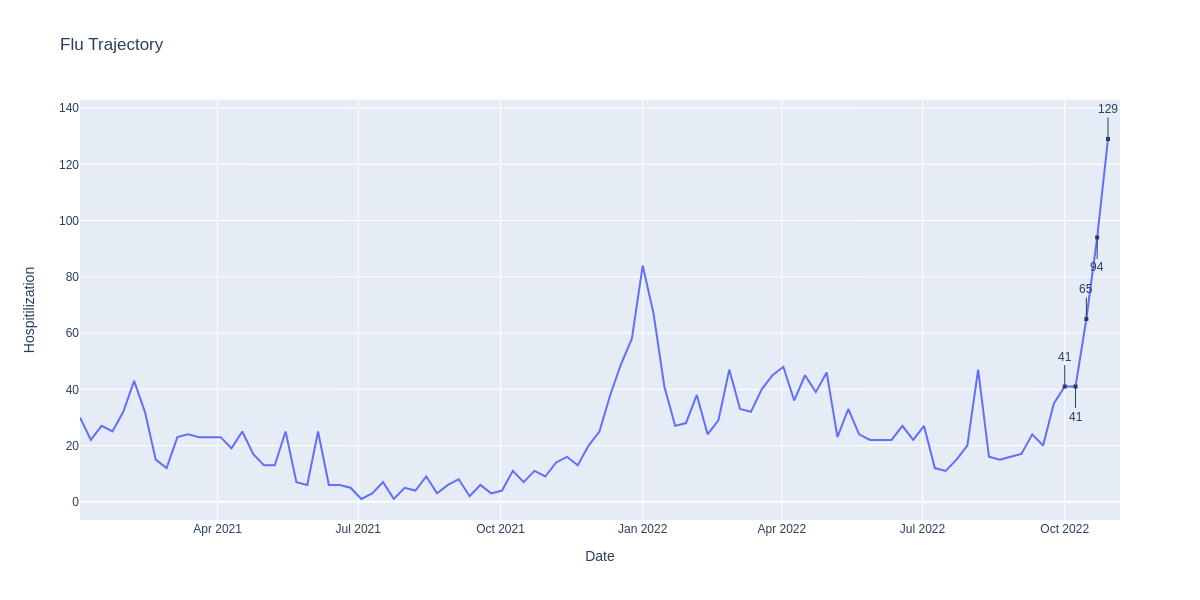 Flu Trajectory
129
140
120
100
80
94
65
60
41
40
41
20
0
Hospitilization
Apr 2021
Jul 2021
Oct 2021
Jan 2022
Apr 2022
Jul 2022
Oct 2022
Date